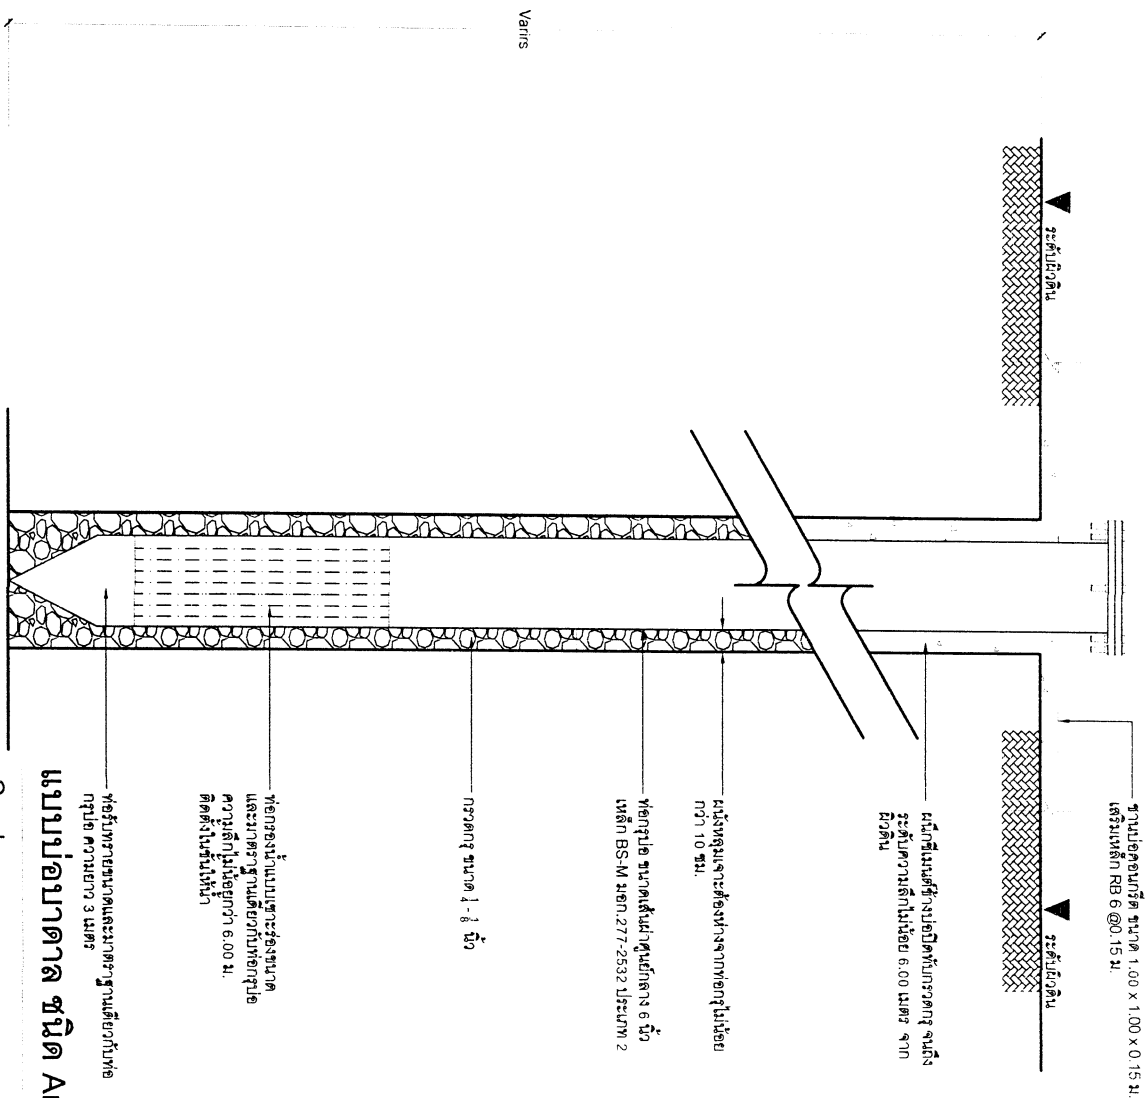 Varirs
ระดับผิวดิน
ชานบ่อคอนกรีต ขนาด 1.00 x 1.00 x 0.15 ม.
เสริมเหล็ก RB 6 @0.15 ม.
ระดับผิวดิน
ผนึกซีเมนต์ข้างบ่อปิดทับกรวดกรุ จนถึง
ระดับความลึกไม่น้อย 6.00 เมตร จาก
ผิวดิน
ผนังหลุมเจาะต้องห่างจากท่อกรุไม่น้อย
กว่า 10 ซม.
ท่อกรุบ่อ ขนาดเส้นผ่าศูนย์กลาง 6 นิ้ว
เหล็ก BS-M มอก.277-2532 ประเภท 2
กรวดกรุ ขนาด 1/4 - 1/8 นิ้ว
ท่อกรองน้ำแบบเซาะร่องขนาด
และมาตราฐานเดียวกับท่อกรุบ่อ
ความลึกไม่น้อยกว่า 6.00 ม.
ติดตั้งในชั้นให้น้ำ
ท่อรับทรายขนาดและมาตราฐานเดียวกับท่อ
กรุบ่อ ความยาว 3 เมตร
แบบบ่อบาดาล ชนิด